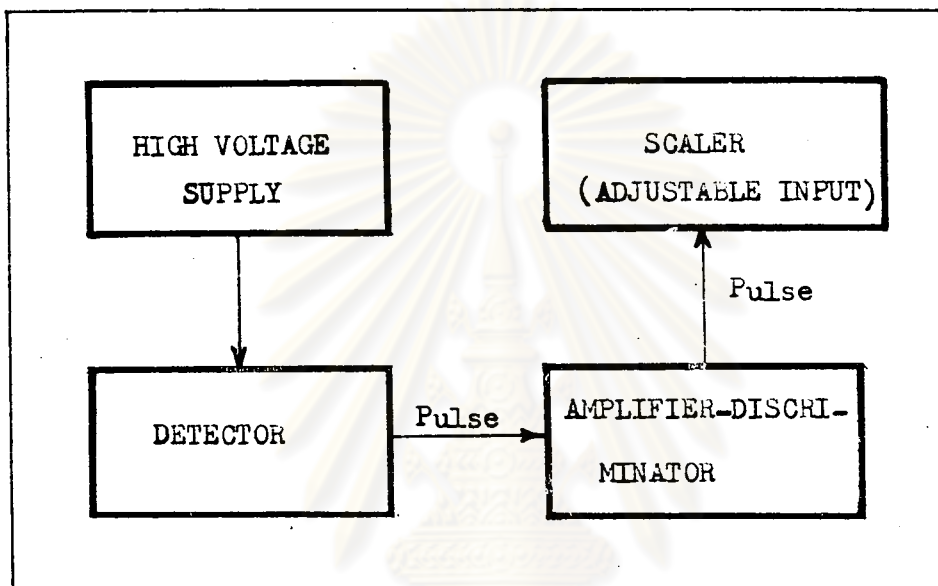 HIGH VOLTAGE
SUPPLY
SCALER
(ADJUSTABLE INPUT)
Pulse
DETECTOR
Pulse
AMPLIFIER-DISCRI-
MINATOR